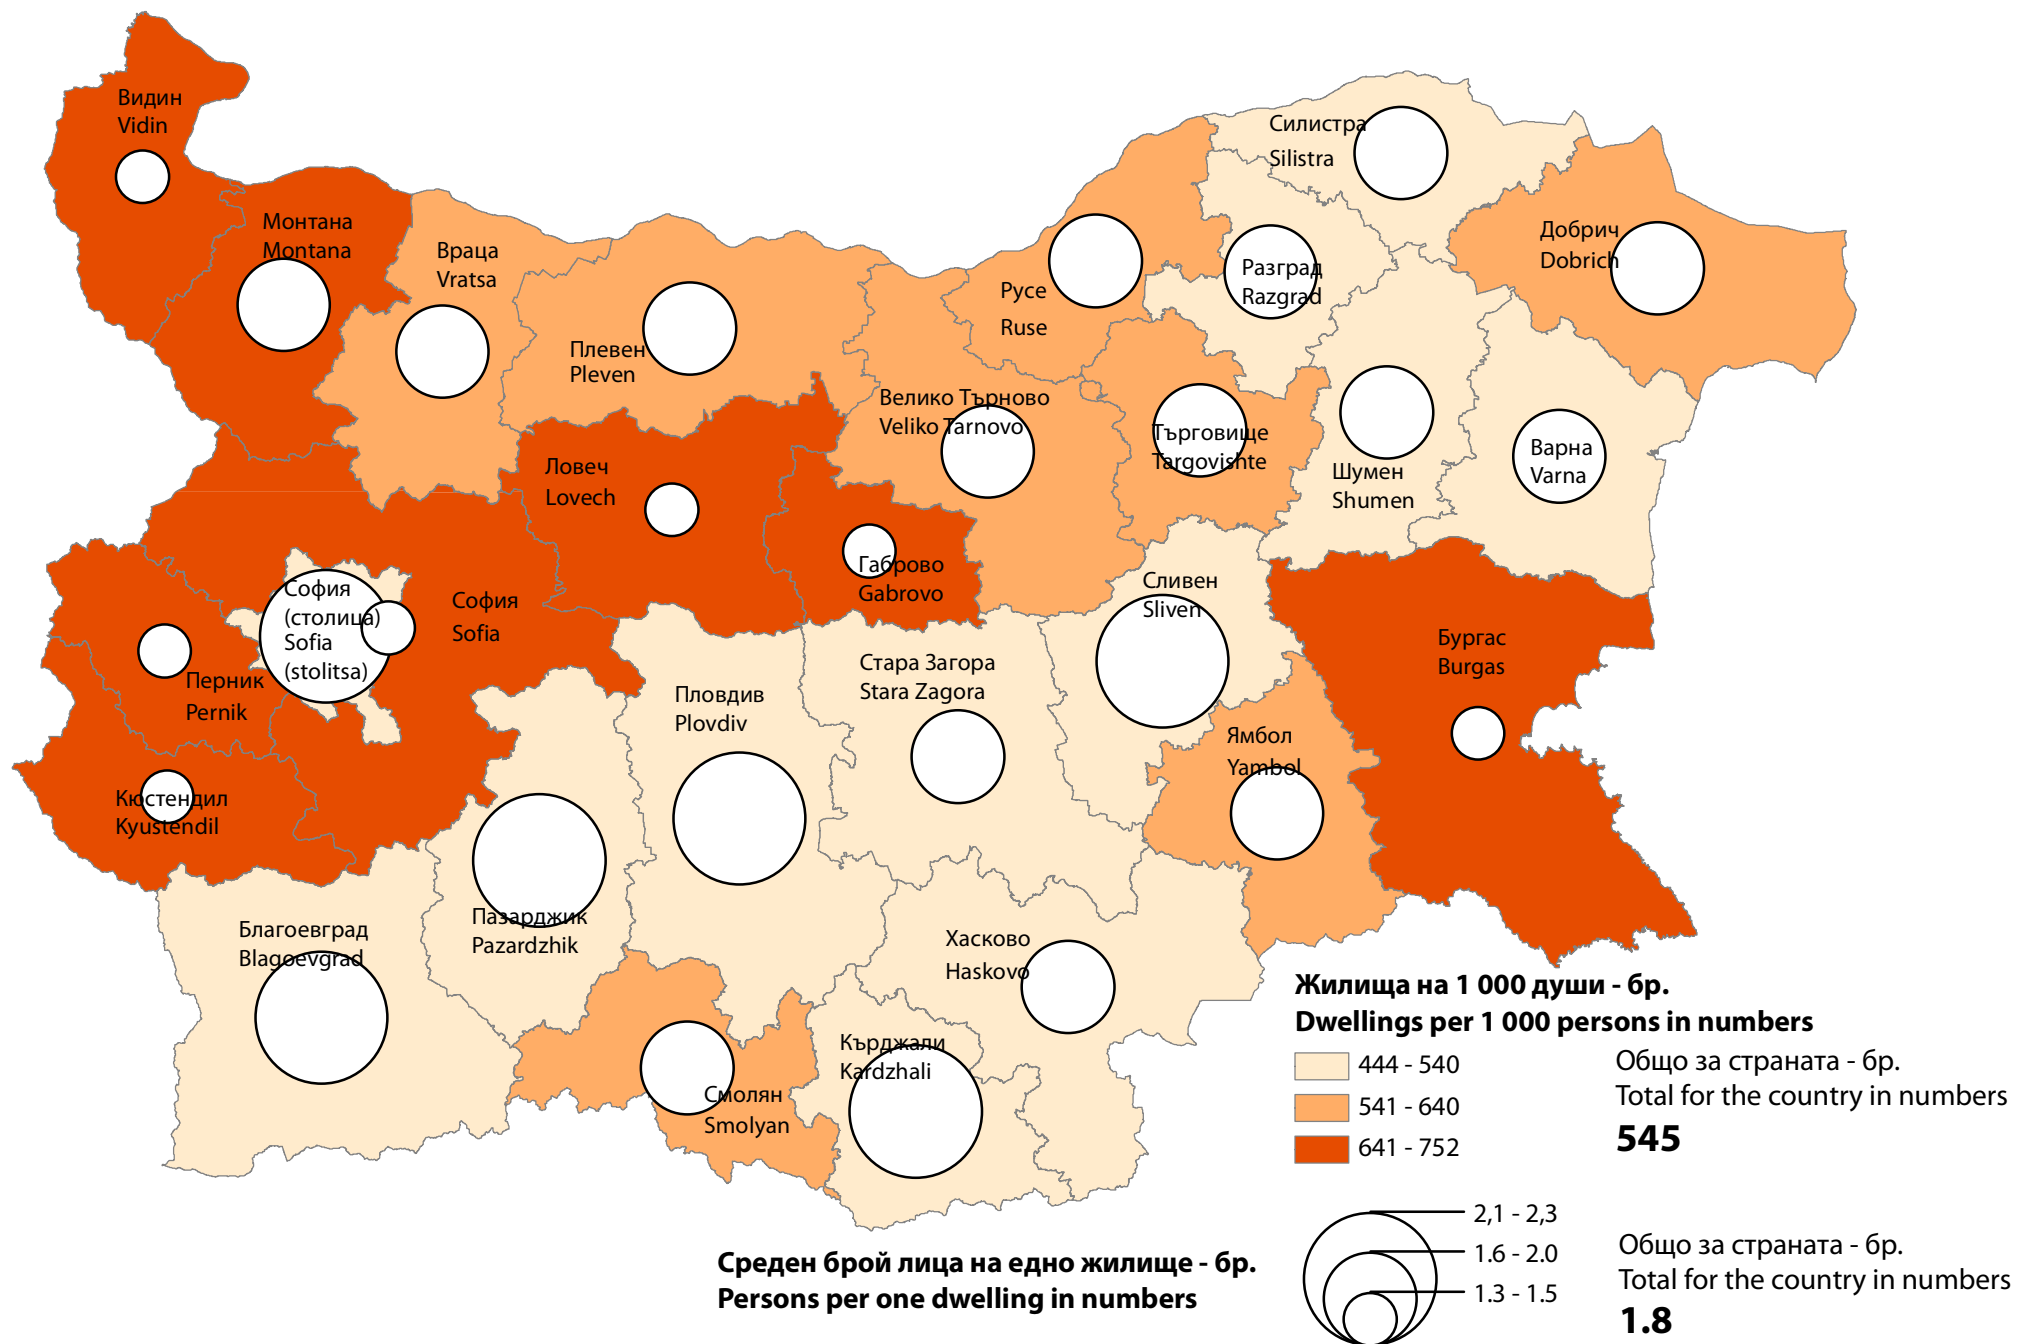 Видин
Vidin
Монтана
Montana
Враца
Vratsa
Плевен
Pleven
Русе
Ruse
Силистра
Silistra
Разград
Razgrad
Добрич
Dobrich
Велико Търново
Veliko Tarnovo
Търговище
Targovishte
Шумен
Shumen
Варна
Varna
Ловеч
Lovech
Габрово
Gabrovo
София
(столица)
Sofia
(stolitsa)
София
Sofia
Перник
Pernik
Кюстендил
Kyustendil
Сливен
Sliven
Бургас
Burgas
Стара Загора
Stara Zagora
Пловдив
Plovdiv
Ямбол
Yambol
Пазарджик
Pazardzhik
Благоевград
Blagoevgrad
Хасково
Haskovo
Кърджали
Kardzhali
Смолян
Smolyan
Жилища на 1 000 души - бр.
Dwellings per 1 000 persons in numbers
444 - 540
541 - 640
641 - 752
Общо за страната - бр.
Total for the country in numbers
545
Среден брой лица на едно жилище - бр.
Persons per one dwelling in numbers
2,1 - 2,3
1.6 - 2.0
1.3 - 1.5
Общо за страната - бр.
Total for the country in numbers
1.8